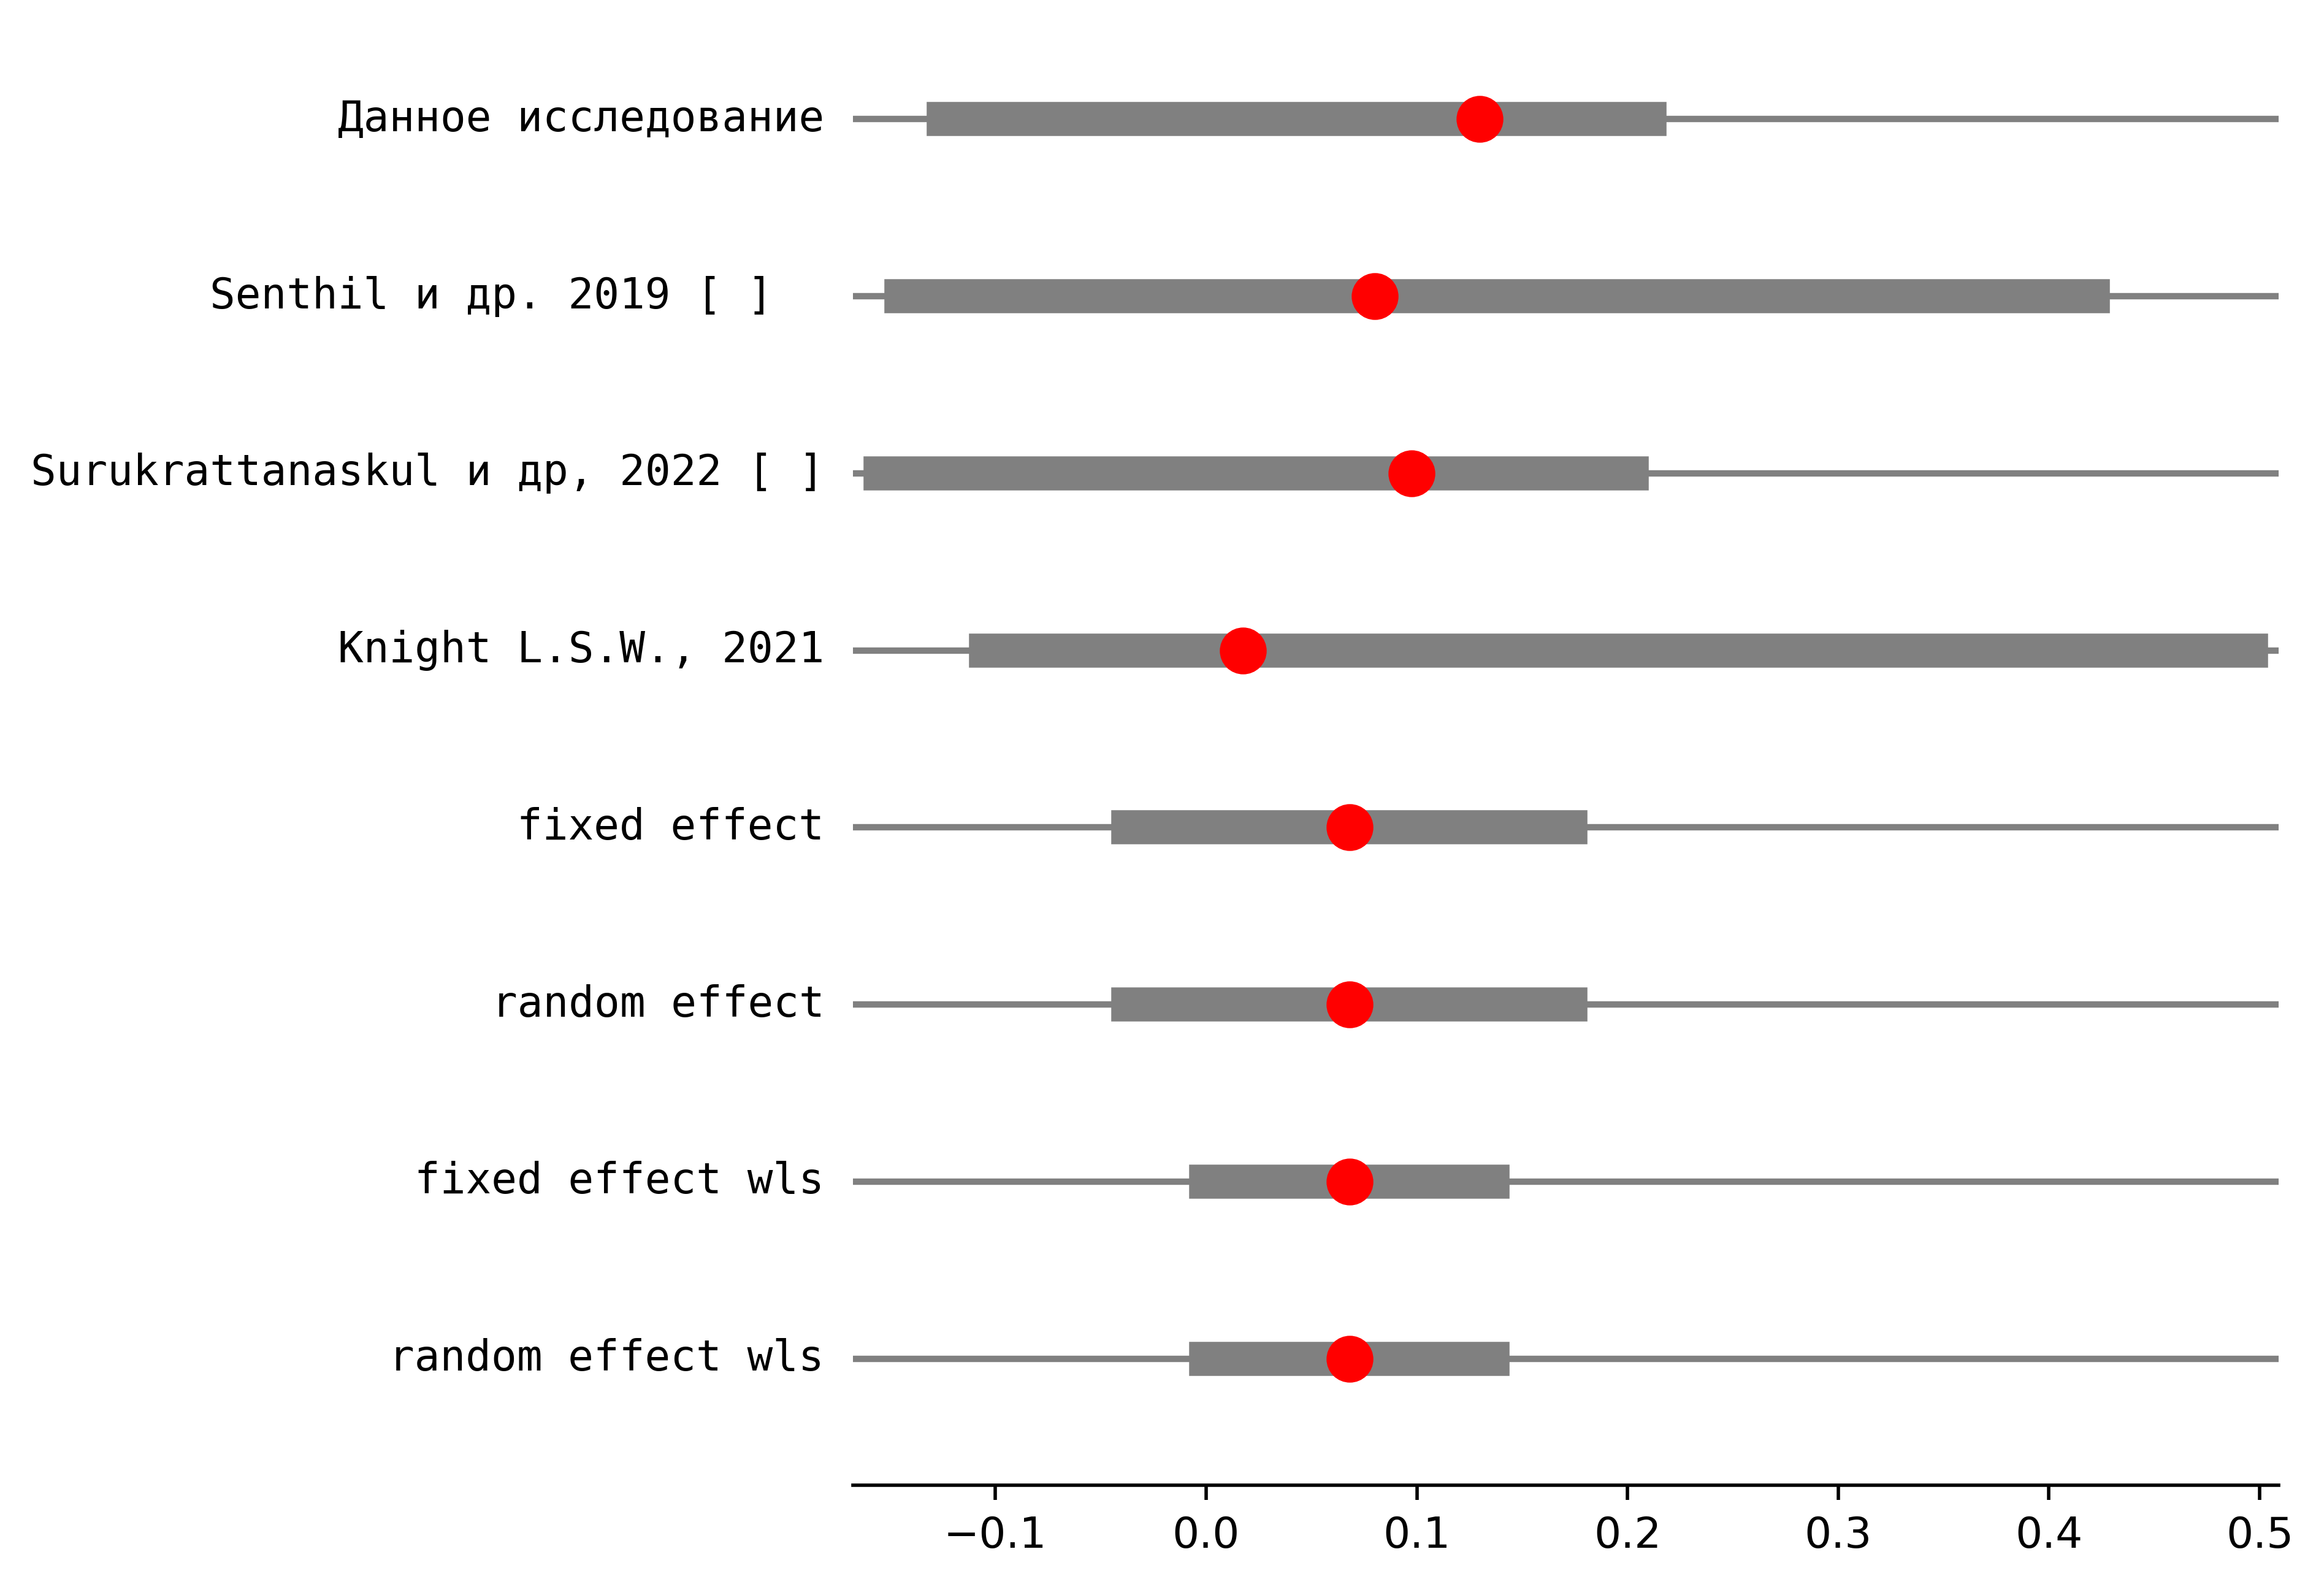 Данное исследование
Senthil и др. 2019 [ ]
Surukrattanaskul и др, 2022 [ ]
Knight L.S.W., 2021
fixed effect
random effect
fixed effect wls
random effect wls
−0.1 0.0 0.1 0.2 0.3 0.4 0.5